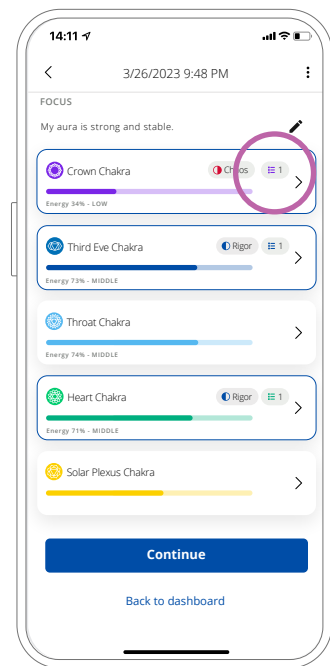 14:11
3/26/2023 9:48 PM
FOCUS
My aura is strong and stable.
Crown Chakra Chaos 1
Energy 34% - LOW
Third Eve Chakra Rigor 1
Energy 73% - MIDDLE
Throat Chakra
Energy 74% - MIDDLE
Heart Chakra Rigor 1
Energy 71% - MIDDLE
Solar Plexus Chakra
Continue
Back to dashboard